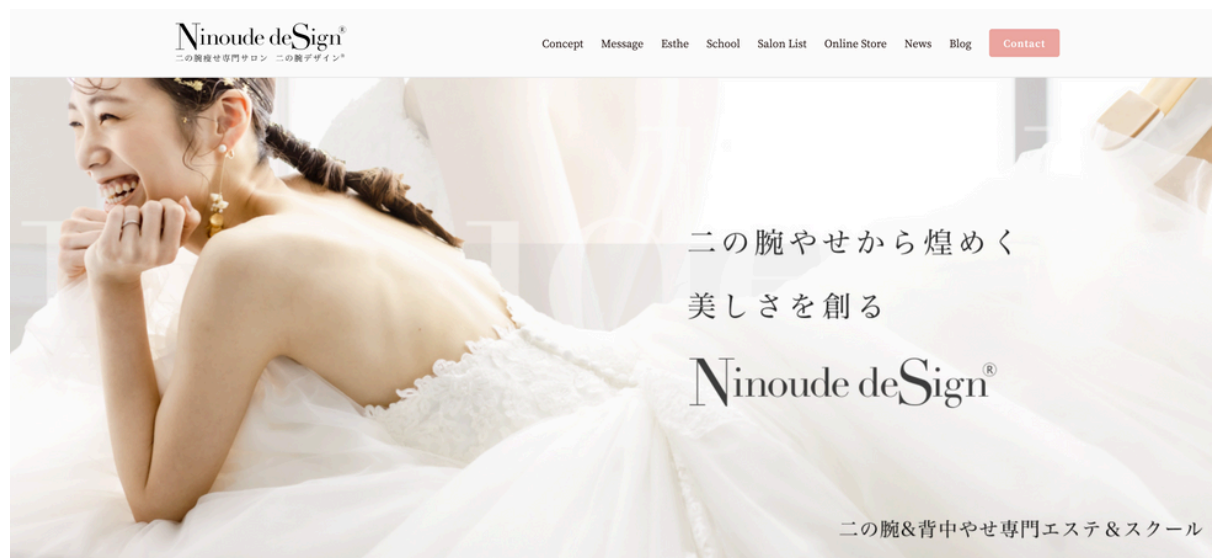 Ninoude deSign®
二の腕痩せ専門サロン 二の腕デザイン®
Concept Message Esthe School Salon List Online Store News Blog Contact
二の腕やせから煌めく
美しさを創る
Ninoude deSign®
二の腕&背中やせ専門エステ&スクール